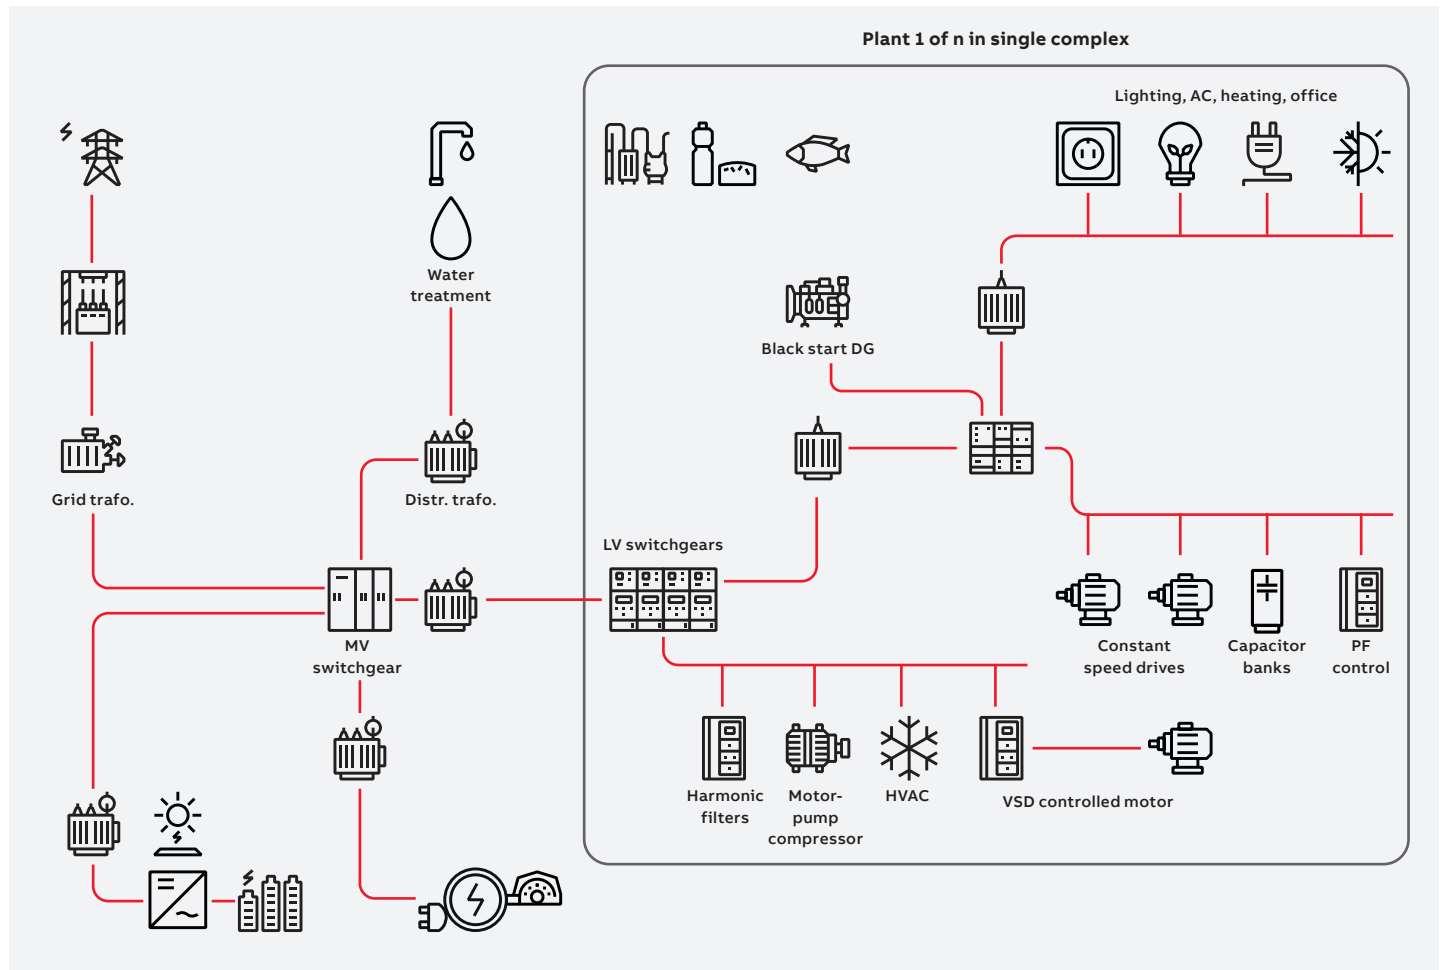 Plant 1 of n in single complex
Lighting, AC, heating, office
Water
treatment
Black start DG
Grid trafo.
Distr. trafo.
LV switchgears
MV
switchgear
Constant
speed drives
Capacitor
banks
PF
control
Harmonic
filters
Motor-
pump
compressor
HVAC
VSD controlled motor